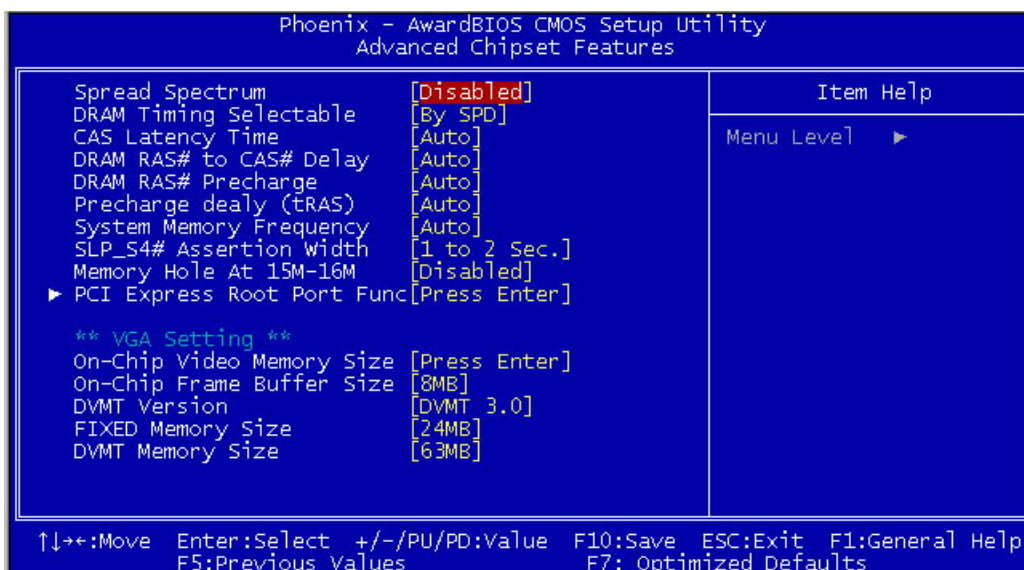 Phoenix - AwardBIOS CMOS Setup Utility
Advanced Chipset Features
Spread Spectrum [Disabled]
DRAM Timing Selectable [By SPD]
CAS Latency Time [Auto]
DRAM RAS# to CAS# Delay [Auto]
DRAM RAS# Precharge [Auto]
Precharge dealy (tRAS) [Auto]
System Memory Frequency [Auto]
SLP_S4# Assertion Width [1 to 2 Sec.]
Memory Hole At 15M-16M [Disabled]
► PCI Express Root Port Func[Press Enter]
** VGA Setting **
On-Chip Video Memory Size [Press Enter]
On-Chip Frame Buffer Size [8MB]
DVMT Version [DVMT 3.0]
FIXED Memory Size [24MB]
DVMT Memory Size [63MB]
Item Help
Menu Level ►
↑↓→←:Move Enter:Select +/-/PU/PD:Value F10:Save ESC:Exit F1:General Help
F5:Previous Values F7: Optimized Defaults